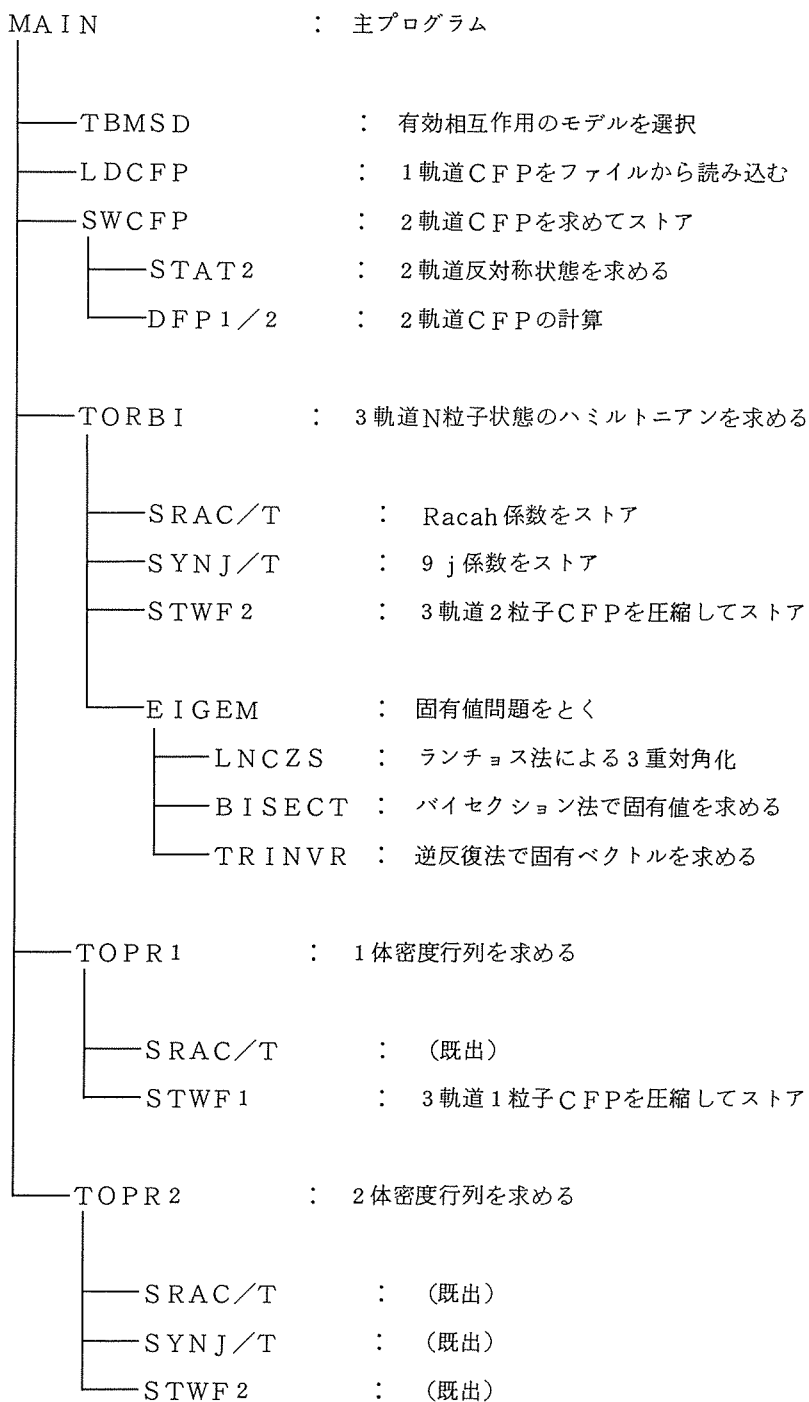 MAIN : 主プログラム
TBMSD : 有効相互作用のモデルを選択
LDCFP : 1軌道CFPをファイルから読み込む
SWCFP : 2軌道CFPを求めてストア
STAT2 : 2軌道反対称状態を求める
DFP1／2 : 2軌道CFPの計算
TORBI : 3軌道N粒子状態のハミルトニアンを求める
SRAC／T : Racah係数をストア
SYNJ／T : 9j係数をストア
STWF2 : 3軌道2粒子CFPを圧縮してストア
EIGEM : 固有値問題をとく
LNCZS : ランチョス法による3重対角化
BISECT : バイセクション法で固有値を求める
TRINVR : 逆反復法で固有ベクトルを求める
TOPR1 : 1体密度行列を求める
SRAC／T : （既出）
STWF1 : 3軌道1粒子CFPを圧縮してストア
TOPR2 : 2体密度行列を求める
SRAC／T : （既出）
SYNJ／T : （既出）
STWF2 : （既出）